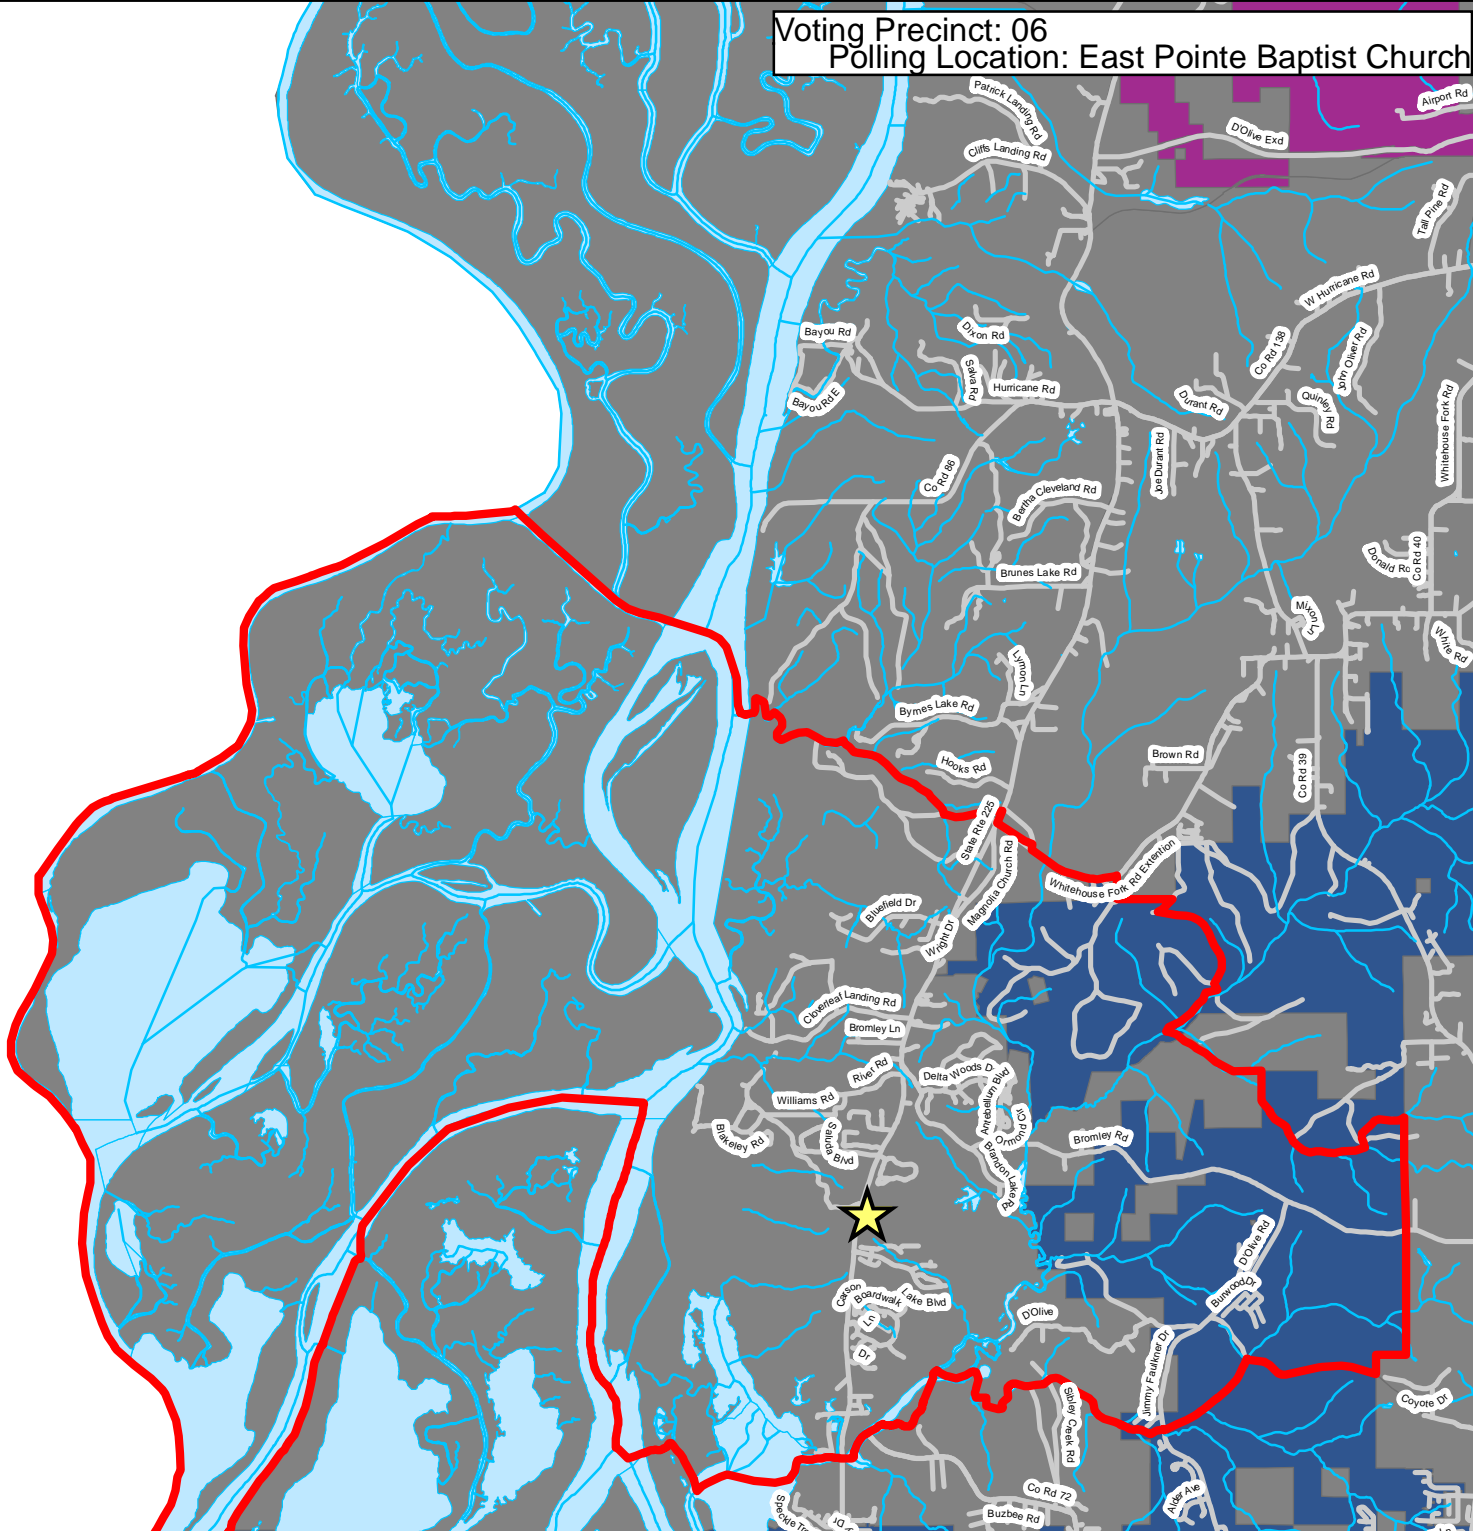 Voting Precinct: 06
Polling Location: East Pointe Baptist Church
Patrick Landing Rd
Airport Rd
D'Olive Exd
Cliffs Landing Rd
Tall Pine Rd
W Hurricane Rd
Bayou Rd
Dixon Rd
Co Rd 138
John Oliver Rd
Salva Rd
Hurricane Rd
Bayou Rd E
Durant Rd
Quinley Rd
Whitehouse Fork Rd
Joe Durant Rd
Co Rd 86
Bertha Cleveland Rd
Donald Rd
Co Rd 40
Brunes Lake Rd
Mixon Ln
White Rd
Lymon Ln
Byrnes Lake Rd
Brown Rd
Hooks Rd
Co Rd 39
State Rte 225
Magnolia Church Rd
Whitehouse Fork Rd Extention
Bluefield Dr
Wright Dr
Cloverleaf Landing Rd
Bromley Ln
River Rd
Delta Woods D
Antebellum Blvd
Williams Rd
Ormond Cir
Blakeley Rd
Saluda Blvd
Bromley Rd
Brandon Lake Rd
D'Olive Rd
Burwood Dr
Carson
Boardwalk
Lake Blvd
Ln
D'Olive
Dr
Jimmy Faulkner Dr
Sibley Creek Rd
Coyote Dr
Co Rd 72
Alder Ave
Buzbee Rd
Speckle Tro
Dr